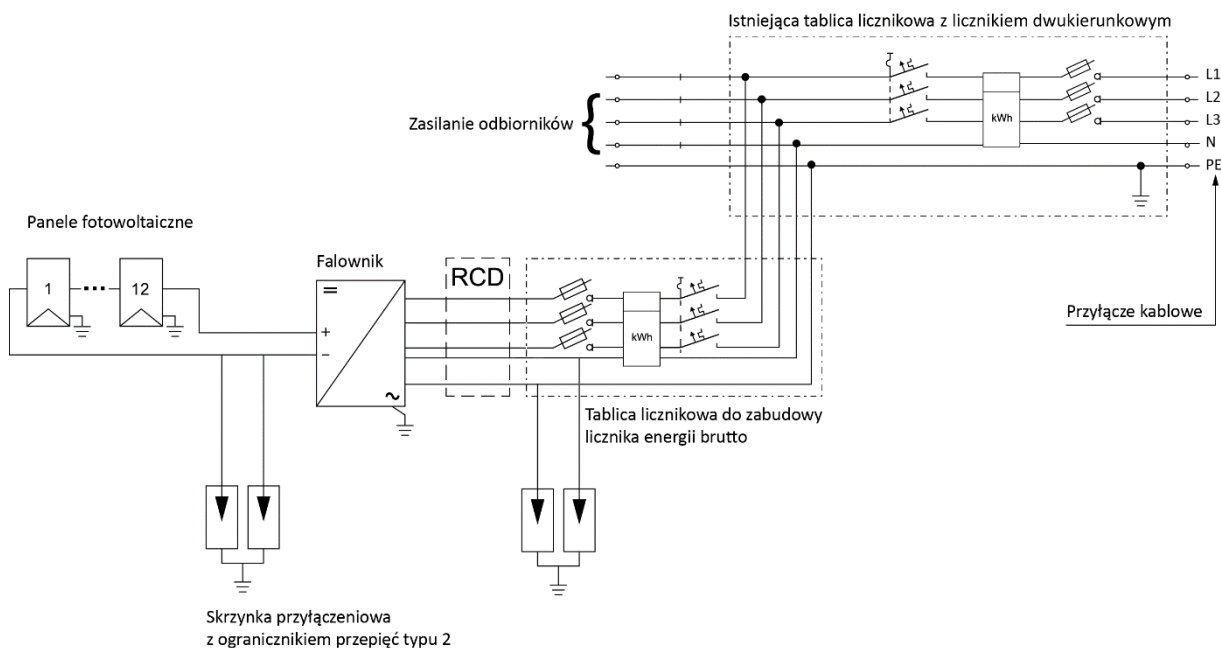 Istniejąca tablica licznikowa z licznikiem dwukierunkowym
L1
L2
L3
N
PE
kWh
Zasilanie odbiorników
Panele fotowoltaiczne
1
12
Falownik
+
−
RCD
kWh
Przyłącze kablowe
Tablica licznikowa do zabudowy
licznika energii brutto
Skrzynka przyłączeniowa
z ogranicznikiem przepięć typu 2